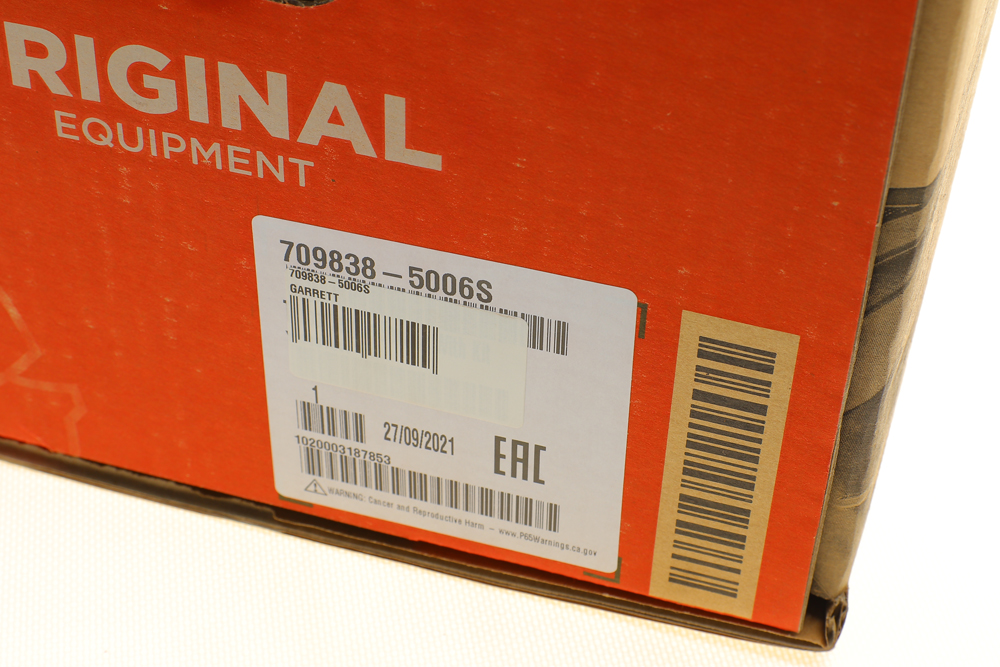 RIGINAL
EQUIPMENT
709838-5006S
709838-5006S
GARRETT
1
27/09/2021
EAC
1020003187853
WARNING: Cancer and Reproductive Harm - www.P65Warnings.ca.gov